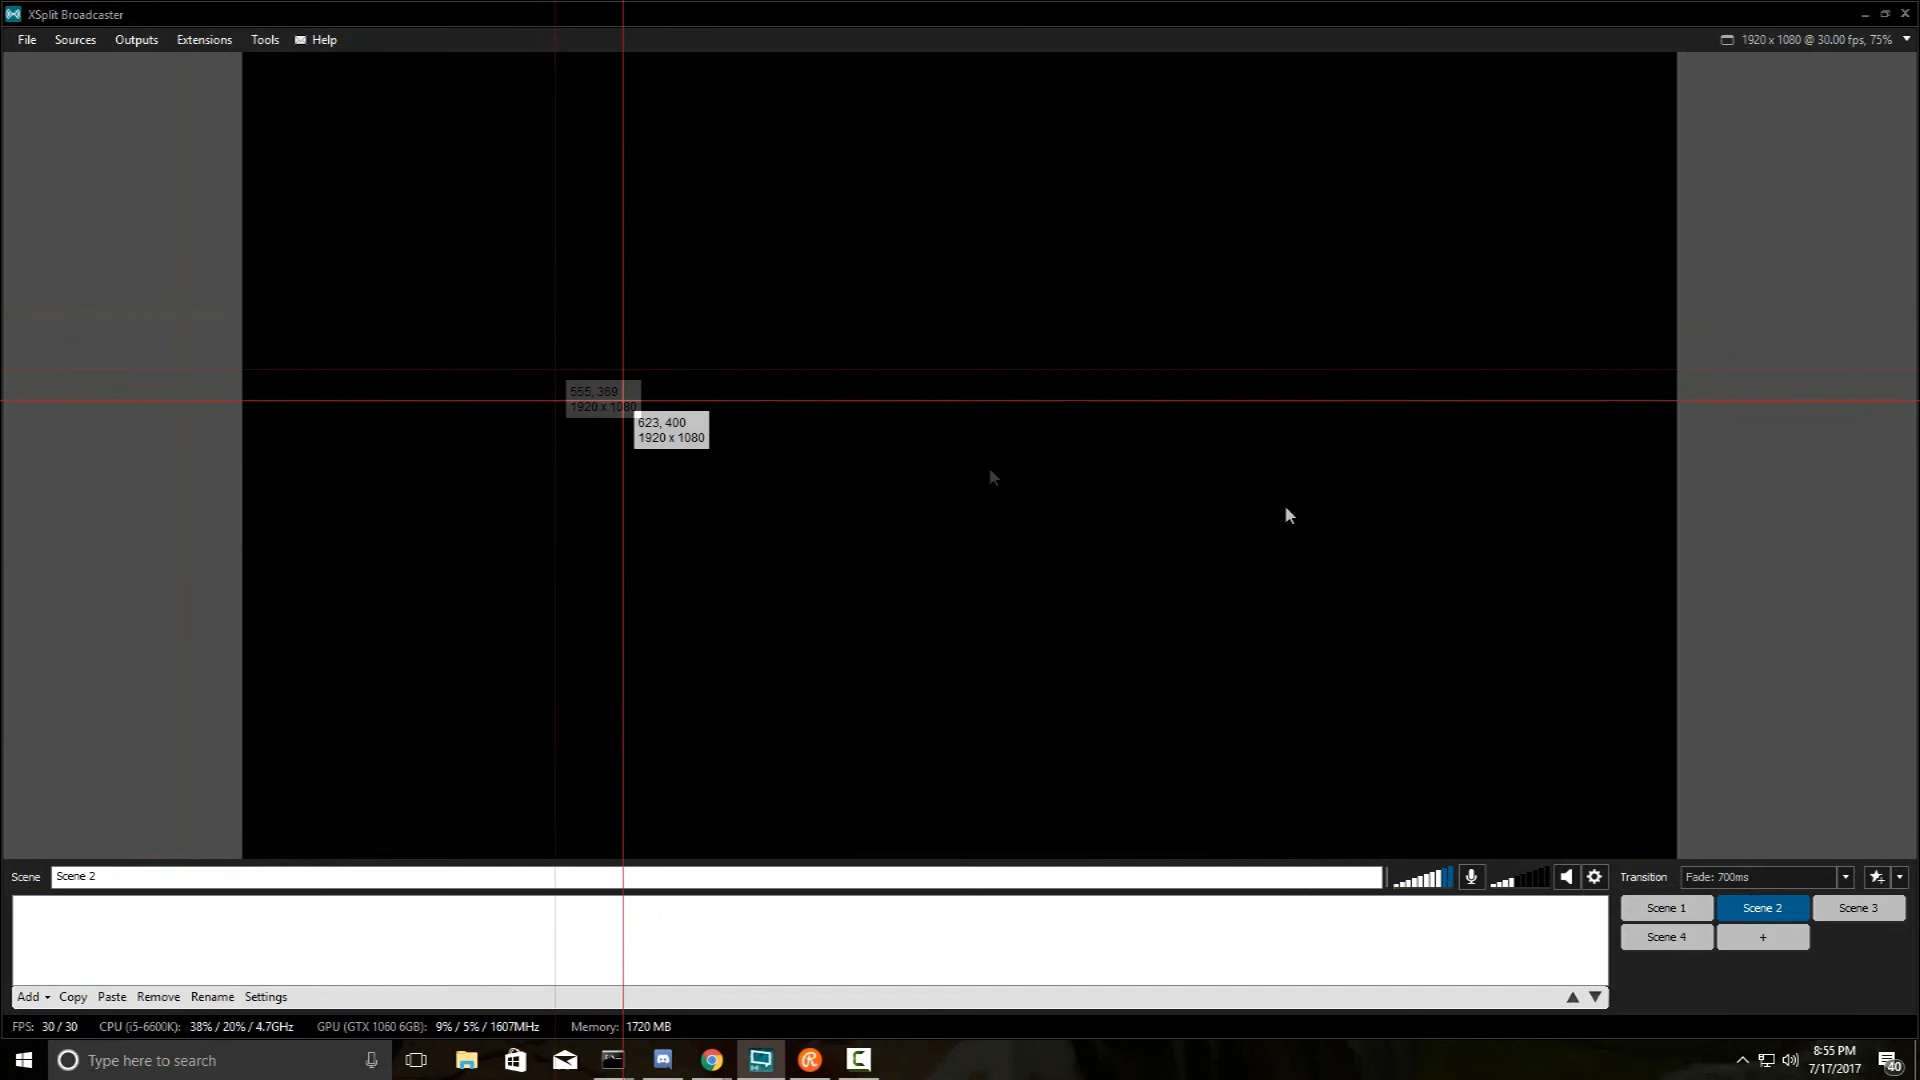 XSplit Broadcaster
File Sources Outputs Extensions Tools Help
1920 x 1080 @ 30.00 fps, 75%
555, 369
1920 x 1080
623, 400
1920 x 1080
Scene
Scene 2
Transition
Fade: 700ms
Scene 1
Scene 2
Scene 3
Scene 4
+
Add Copy Paste Remove Rename Settings
FPS: 30 / 30 CPU (i5-6600K): 38% / 20% / 4.7GHz GPU (GTX 1060 6GB): 9% / 5% / 1607MHz Memory: 1720 MB
Type here to search
8:55 PM
7/17/2017
40